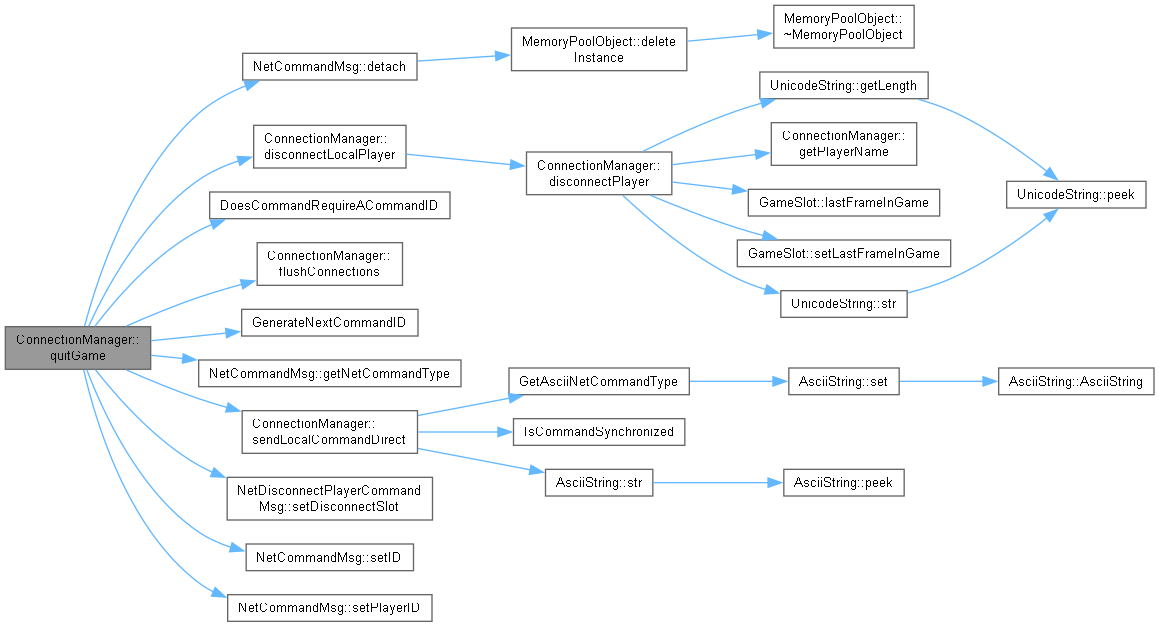 MemoryPoolObject::
~MemoryPoolObject
MemoryPoolObject::delete
Instance
NetCommandMsg::detach
UnicodeString::getLength
ConnectionManager::
disconnectLocalPlayer
ConnectionManager::
getPlayerName
ConnectionManager::
disconnectPlayer
UnicodeString::peek
DoesCommandRequireACommandID
GameSlot::lastFrameInGame
ConnectionManager::
flushConnections
GameSlot::setLastFrameInGame
UnicodeString::str
GenerateNextCommandID
ConnectionManager::
quitGame
NetCommandMsg::getNetCommandType
GetAsciiNetCommandType
AsciiString::set
AsciiString::AsciiString
ConnectionManager::
sendLocalCommandDirect
IsCommandSynchronized
AsciiString::str
AsciiString::peek
NetDisconnectPlayerCommand
Msg::setDisconnectSlot
NetCommandMsg::setID
NetCommandMsg::setPlayerID